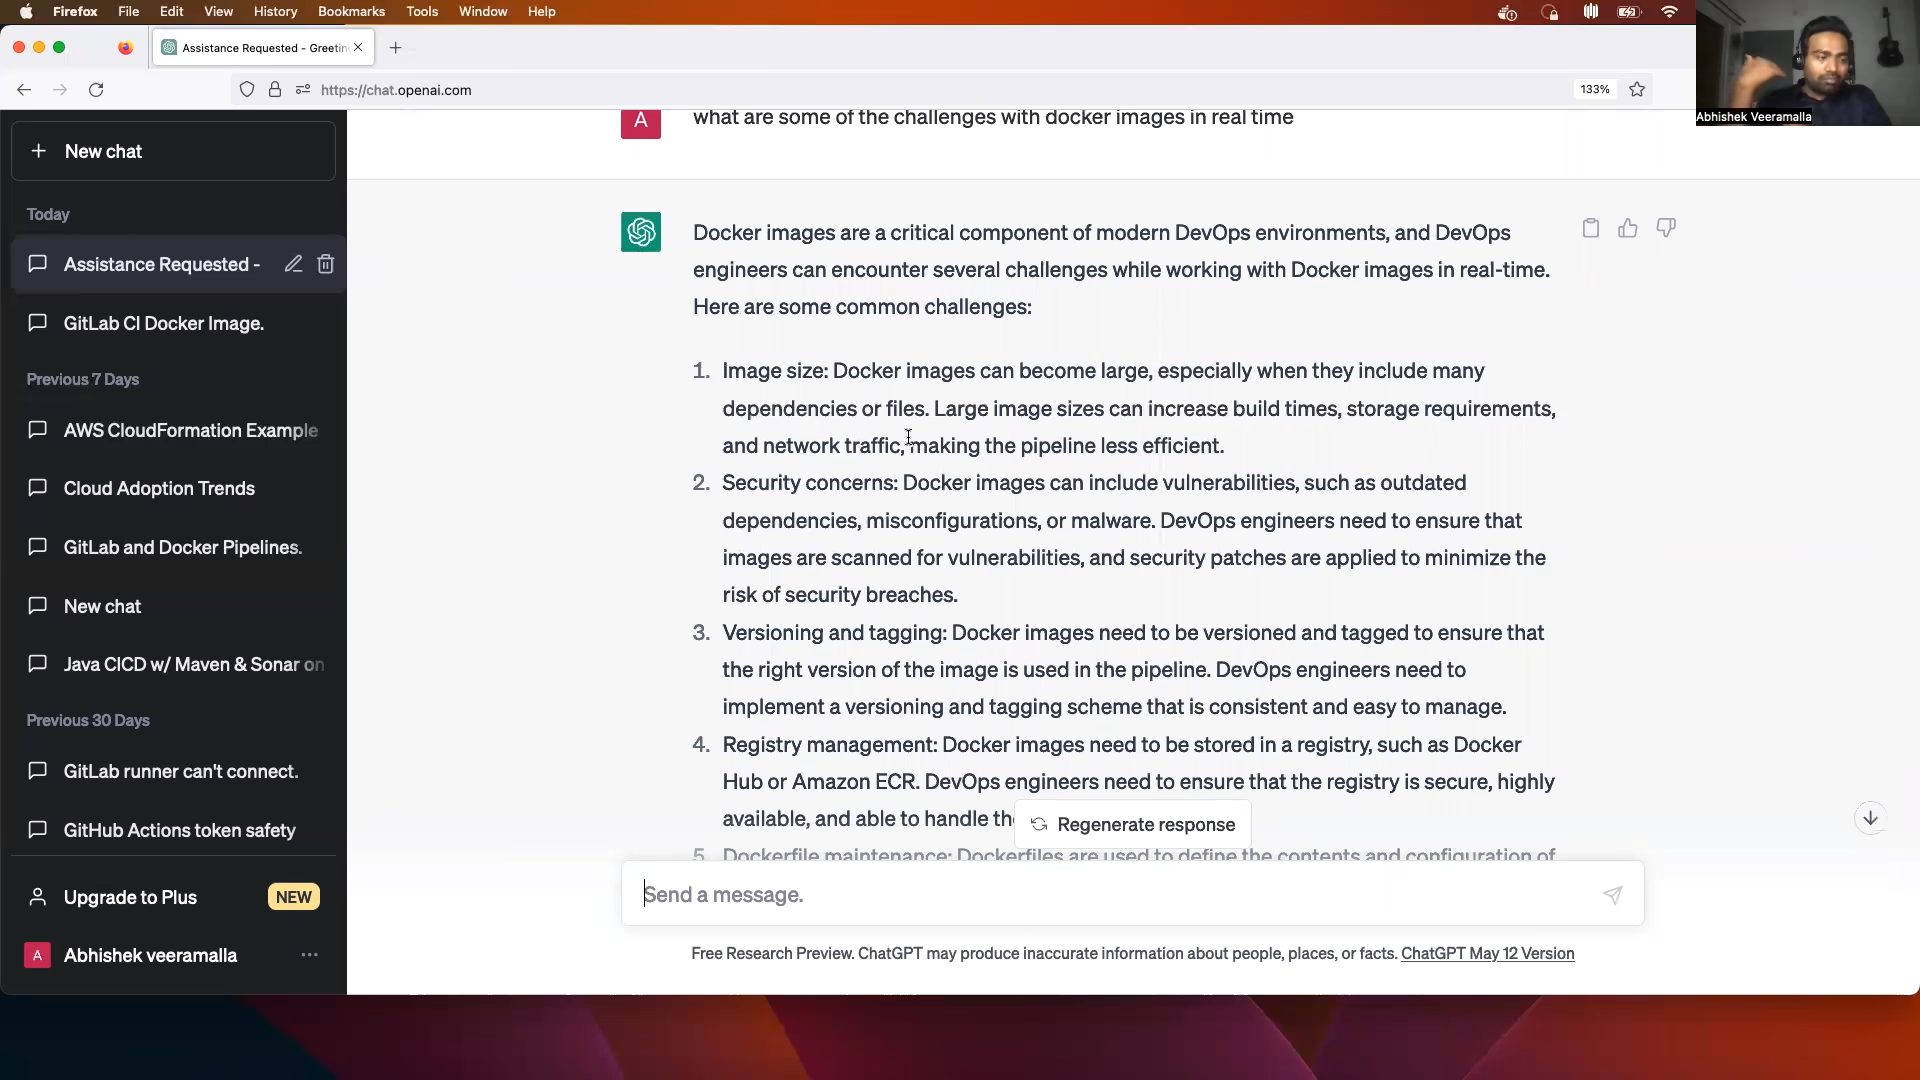 Firefox File Edit View History Bookmarks Tools Window Help
Assistance Requested - Greetin
https://chat.openai.com
133%
Abhishek Veeramalla
New chat
Today
Assistance Requested -
GitLab CI Docker Image.
Previous 7 Days
AWS CloudFormation Example
Cloud Adoption Trends
GitLab and Docker Pipelines.
New chat
Java CICD w/ Maven & Sonar on
Previous 30 Days
GitLab runner can't connect.
GitHub Actions token safety
Upgrade to Plus NEW
A Abhishek veeramalla
A what are some of the challenges with docker images in real time
Docker images are a critical component of modern DevOps environments, and DevOps
engineers can encounter several challenges while working with Docker images in real-time.
Here are some common challenges:
1. Image size: Docker images can become large, especially when they include many
dependencies or files. Large image sizes can increase build times, storage requirements,
and network traffic, making the pipeline less efficient.
2. Security concerns: Docker images can include vulnerabilities, such as outdated
dependencies, misconfigurations, or malware. DevOps engineers need to ensure that
images are scanned for vulnerabilities, and security patches are applied to minimize the
risk of security breaches.
3. Versioning and tagging: Docker images need to be versioned and tagged to ensure that
the right version of the image is used in the pipeline. DevOps engineers need to
implement a versioning and tagging scheme that is consistent and easy to manage.
4. Registry management: Docker images need to be stored in a registry, such as Docker
Hub or Amazon ECR. DevOps engineers need to ensure that the registry is secure, highly
available, and able to handle
Regenerate response
5. Dockerfile maintenance: Dockerfiles are used to define the contents and configuration of
Send a message.
Free Research Preview. ChatGPT may produce inaccurate information about people, places, or facts. ChatGPT May 12 Version